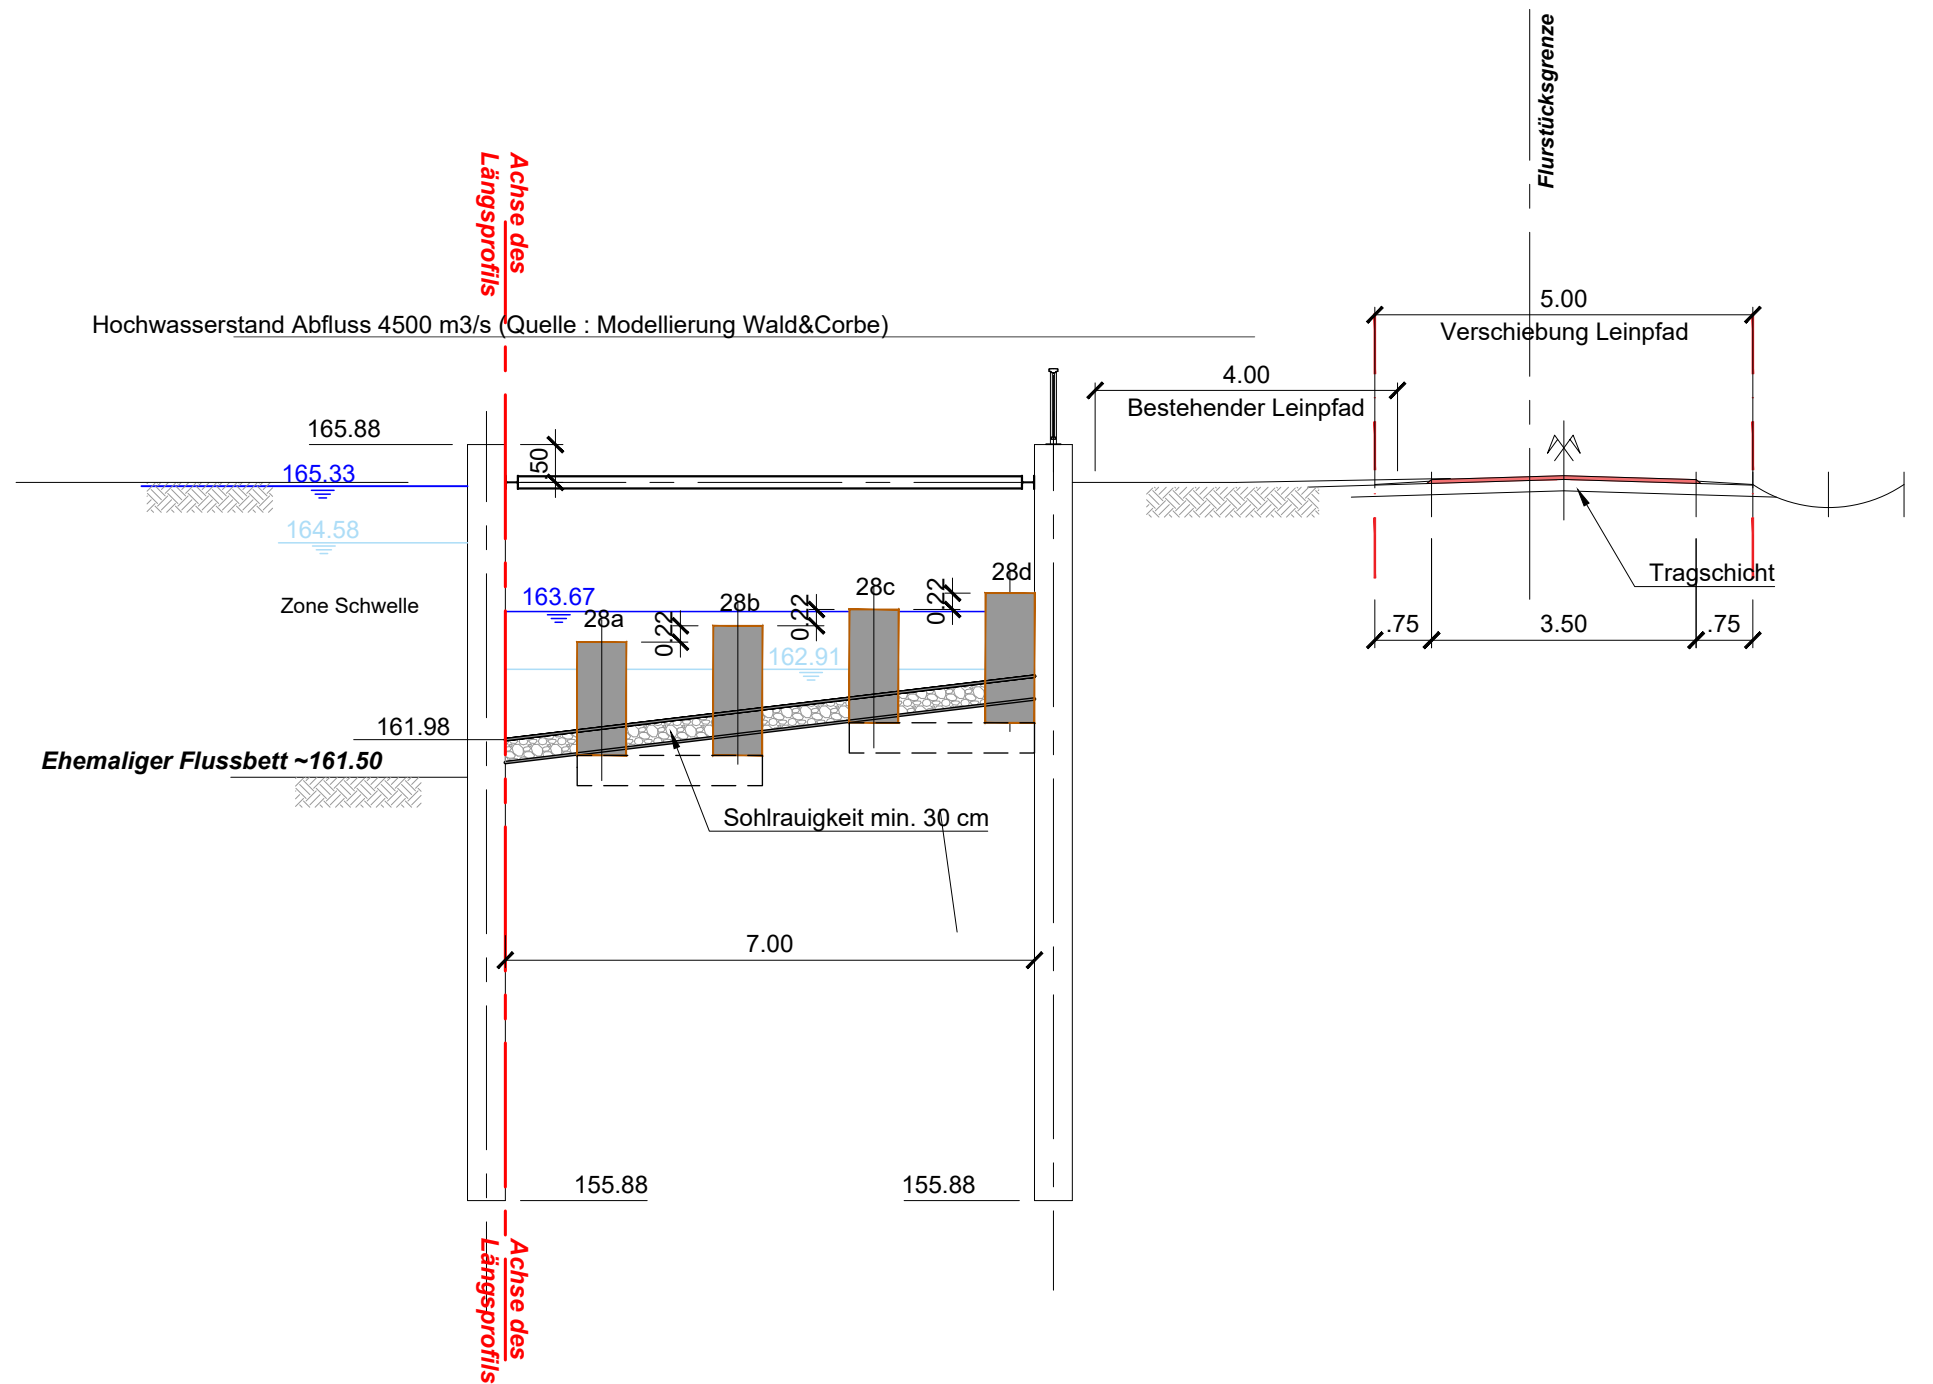 Flurstücksgrenze
Achse des
Längsprofils
5.00
Verschiebung Leinpfad
Hochwasserstand Abfluss 4500 m3/s (Quelle : Modellierung Wald&Corbe)
4.00
Bestehender Leinpfad
165.88
.50
165.33
164.58
Zone Schwelle
163.67
28a
0.22
28b
0.22
28c
0.22
28d
162.91
Tragschicht
.75
3.50
.75
161.98
Ehemaliger Flussbett ~161.50
Sohlrauigkeit min. 30 cm
7.00
155.88
155.88
Achse des
Längsprofils